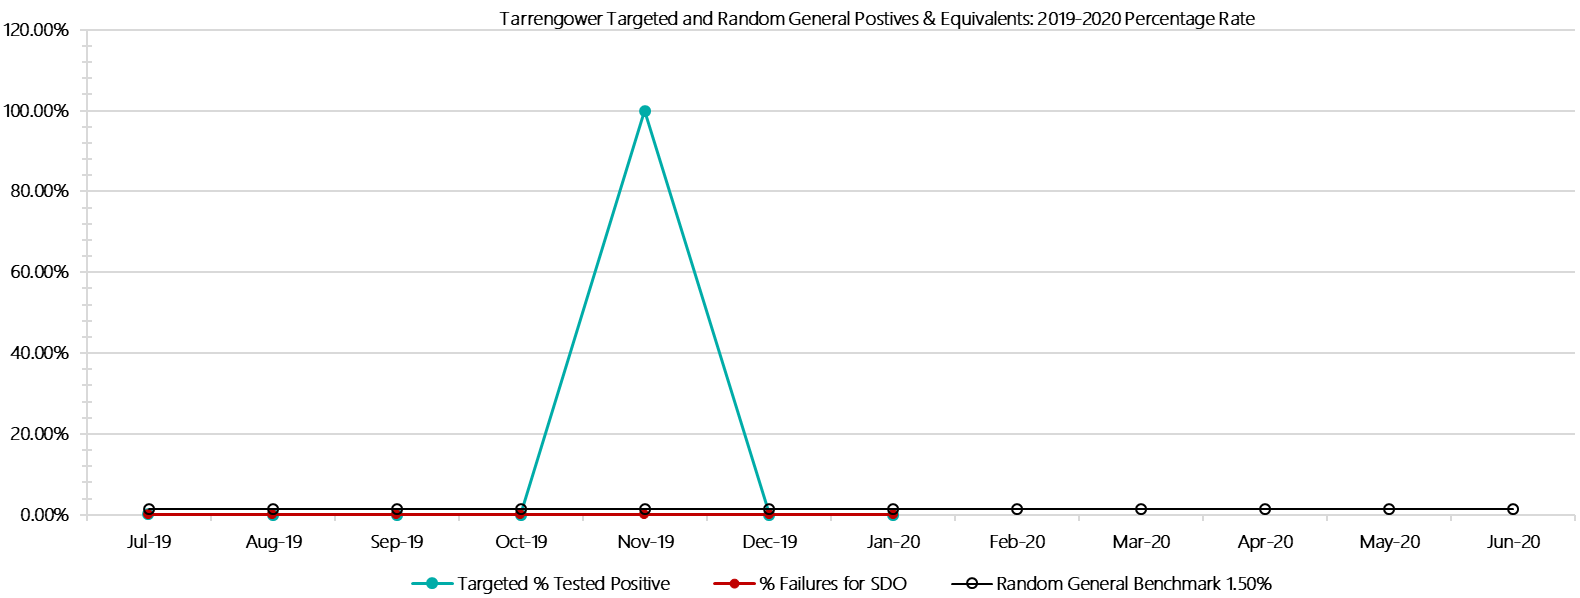 Tarrengower Targeted and Random General Postives & Equivalents: 2019-2020 Percentage Rate
120.00%
100.00%
80.00%
60.00%
40.00%
20.00%
0.00%
Jul-19 Aug-19 Sep-19 Oct-19 Nov-19 Dec-19 Jan-20 Feb-20 Mar-20 Apr-20 May-20 Jun-20
Targeted % Tested Positive % Failures for SDO Random General Benchmark 1.50%